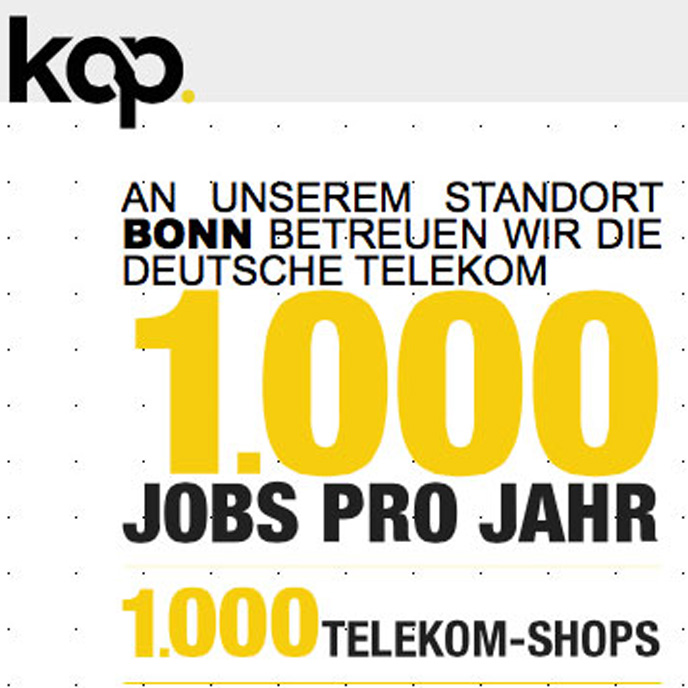 kop.
AN UNSEREM STANDORT
BONN BETREUEN WIR DIE
DEUTSCHE TELEKOM
1.000
JOBS PRO JAHR
1.000 TELEKOM-SHOPS